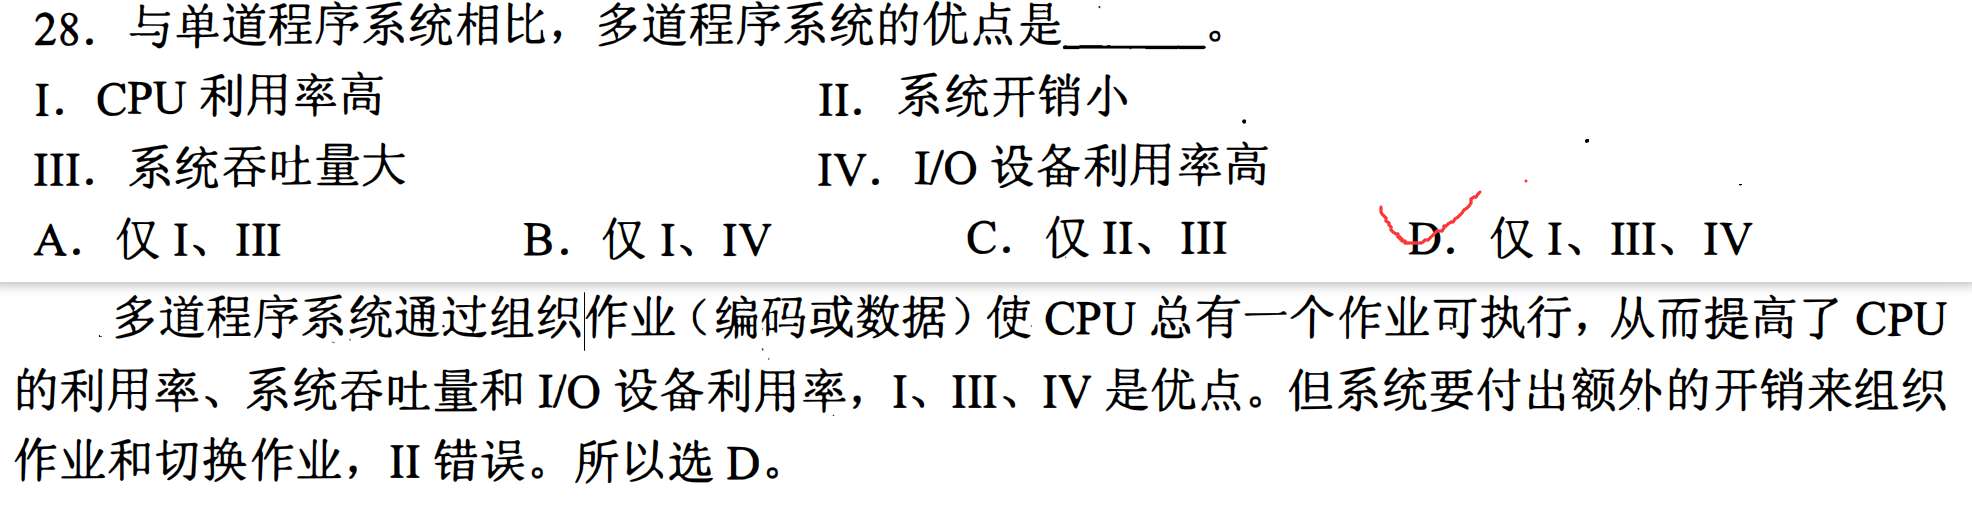 28．与单道程序系统相比，多道程序系统的优点是______。
I．CPU 利用率高 II．系统开销小
III．系统吞吐量大 IV．I/O 设备利用率高
A．仅 I、III B．仅 I、IV C．仅 II、III D．仅 I、III、IV
多道程序系统通过组织作业（编码或数据）使 CPU 总有一个作业可执行，从而提高了 CPU
的利用率、系统吞吐量和 I/O 设备利用率，I、III、IV 是优点。但系统要付出额外的开销来组织
作业和切换作业，II 错误。所以选 D。